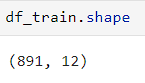 df_train.shape
(891, 12)